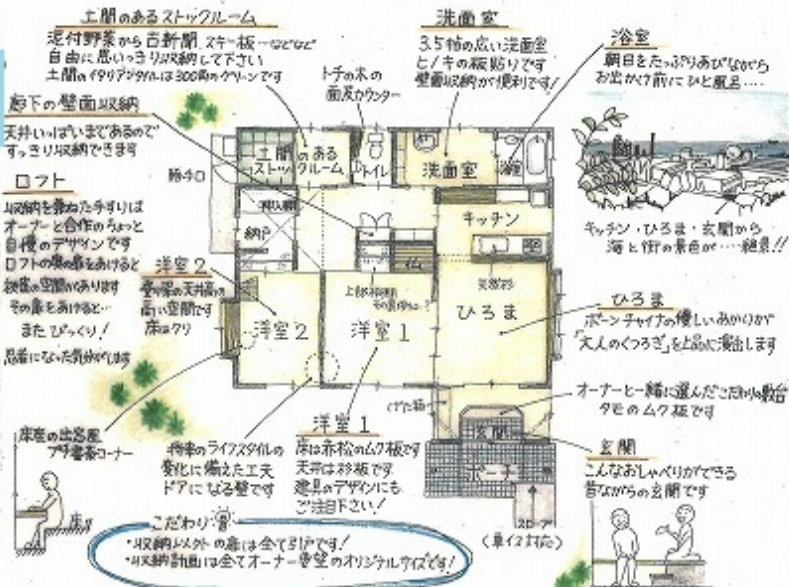 土間のあるストックルーム
泥付野菜から古新聞、スキー板…などなど
自由に思いっきり収納して下さい
土間のイタリアタイルは300角のグリーンです
洗面室
3.5帖の広い洗面室
ヒノキの板貼りです
壁面収納が便利です!
浴室
朝日をたっぷりあびながら
お出かけ前にひと風呂….
トチの木の
面皮カウンター
廊下の壁面収納
天井いっぱいまであるので
すっきり収納できます
ロフト
収納を兼ねた手すりは
オーナーと合作のちょっと
自慢のデザインです
ロフトの奥の扉をあけると
空間があります
その扉をあけると…
またびっくり!
忍者になった気分がします
勝手口
土間のある
ストックルーム
トイレ
洗面室
浴室
押入
納戸
キッチン
仏
天然杉
洋室2
洋室1
ひろま
キッチン・ひろま・玄関から
海と街の景色が……絶景!!
洋室2
高い空間です
床はクリ
ひろま
ボーンチャイナの優しいあかりが
「大人のくつろぎ」を上品に演出します
オーナーと一緒に選んだこだわりの敷台
タモのムク板です
げた箱
玄関
ポーチ
スロープ
(車イス対応)
床座の出窓風
プチ書斎コーナー
床
将来のライフスタイルの
変化に備えた工夫
ドアになる壁です
洋室1
床は赤松のムク板です
天井は杉板です
建具のデザインにも
ご注目下さい!
玄関
こんなおしゃべりができる
昔ながらの玄関です
こだわり
・収納以外の扉は全て引戸です!
・収納計画は全てオーナー要望のオリジナルサイズです!